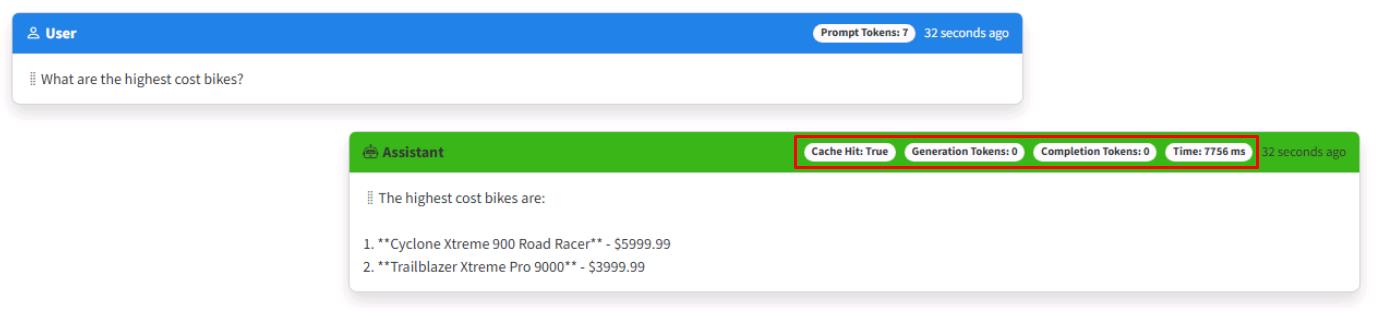 User Prompt Tokens: 7 32 seconds ago
What are the highest cost bikes?
Assistant Cache Hit: True Generation Tokens: 0 Completion Tokens: 0 Time: 7756 ms 32 seconds ago
The highest cost bikes are:
1. **Cyclone Xtreme 900 Road Racer** - $5999.99
2. **Trailblazer Xtreme Pro 9000** - $3999.99